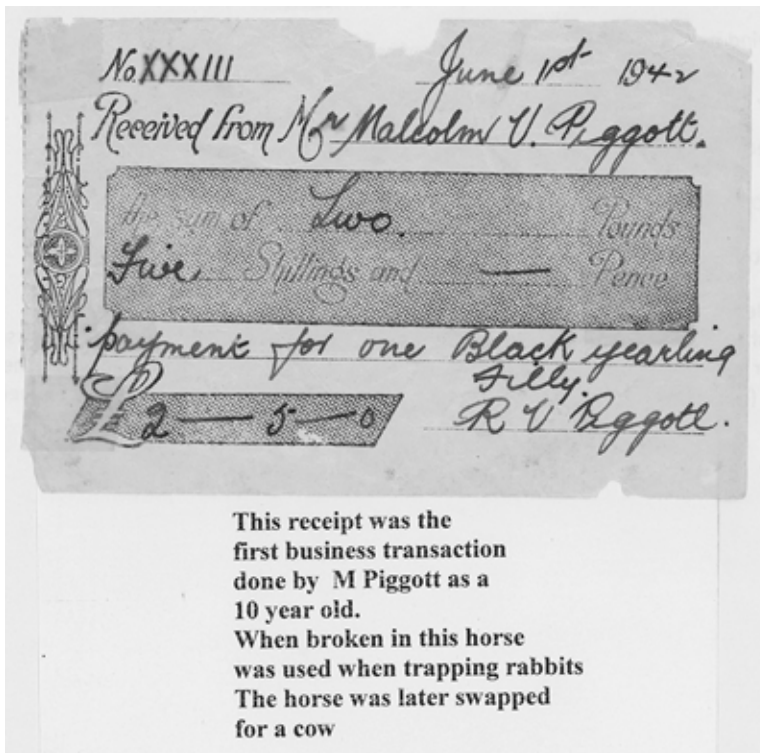 No XXXIII June 1st 1942
Received from Mr Malcolm V. Piggott.
the sum of Two. Pounds
Five Shillings and — Pence
payment for one Black yearling
Filly.
£ 2 — 5 — 0 R V Piggott.
This receipt was the
first business transaction
done by M Piggott as a
10 year old.
When broken in this horse
was used when trapping rabbits
The horse was later swapped
for a cow